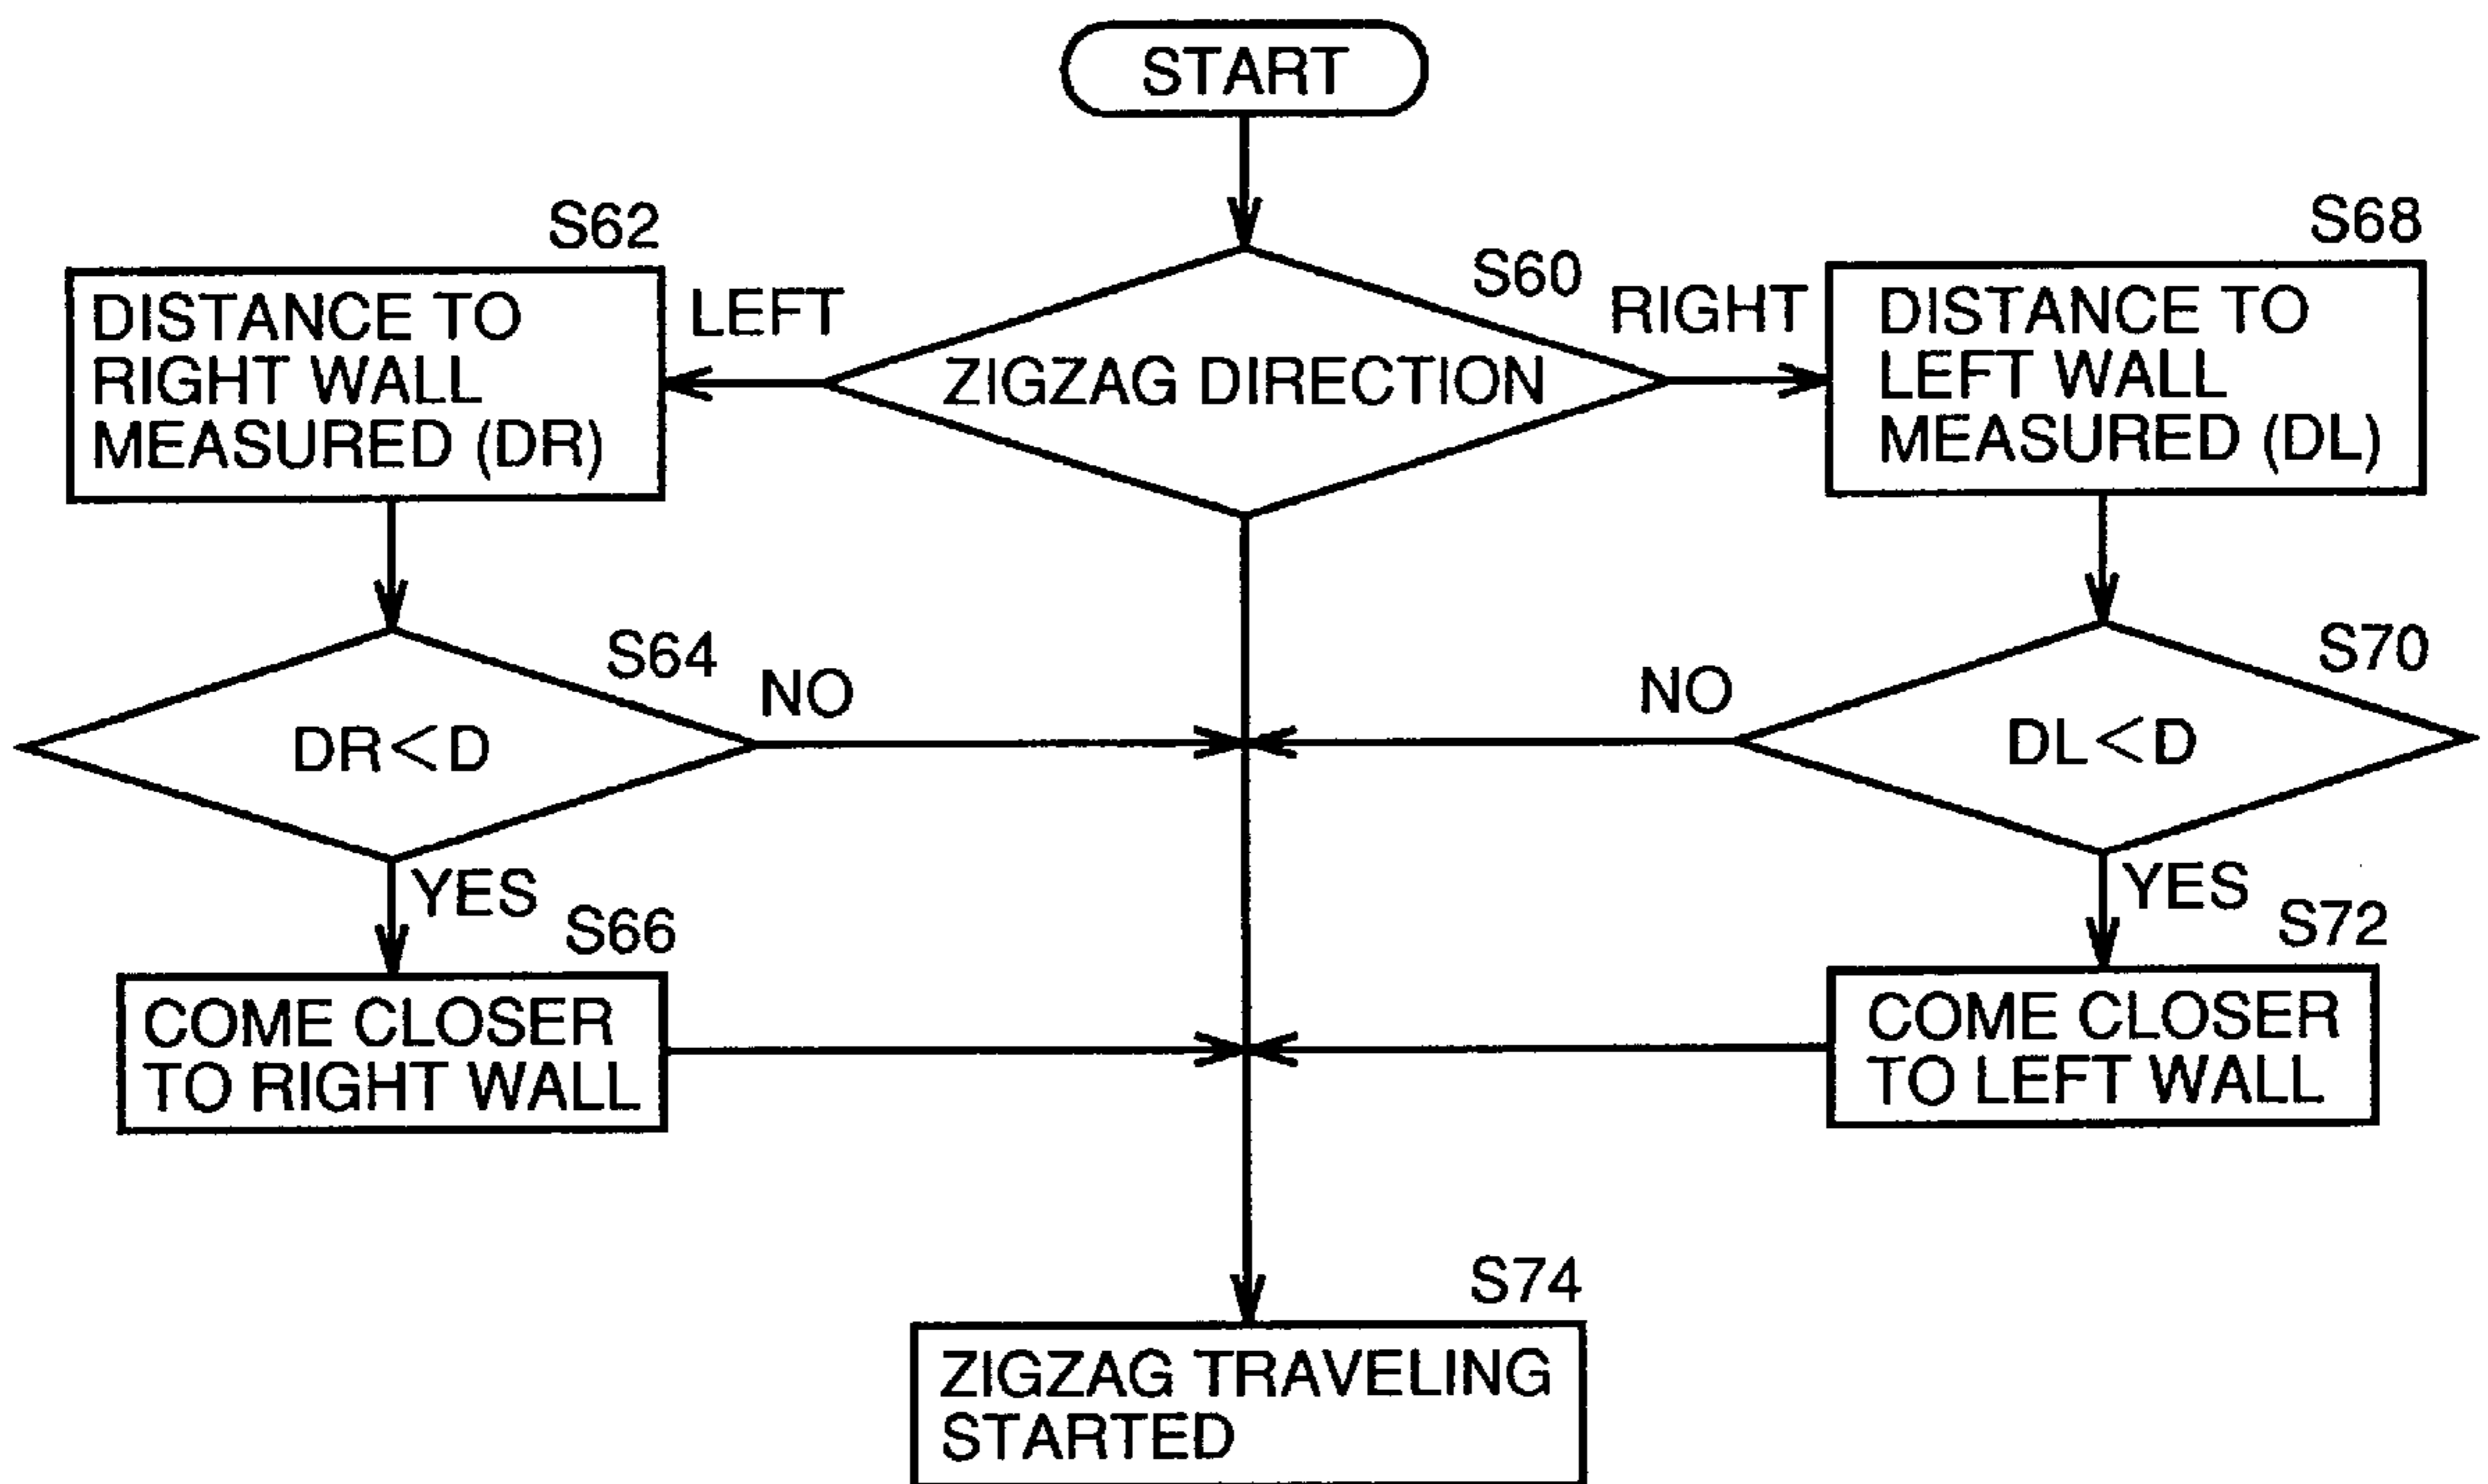 START
S62
S60
S68
DISTANCE TO
RIGHT WALL
MEASURED (DR)
LEFT
ZIGZAG DIRECTION
RIGHT
DISTANCE TO
LEFT WALL
MEASURED (DL)
S64
DR<D
NO
NO
S70
DL<D
YES
S66
COME CLOSER
TO RIGHT WALL
YES
S72
COME CLOSER
TO LEFT WALL
S74
ZIGZAG TRAVELING
STARTED